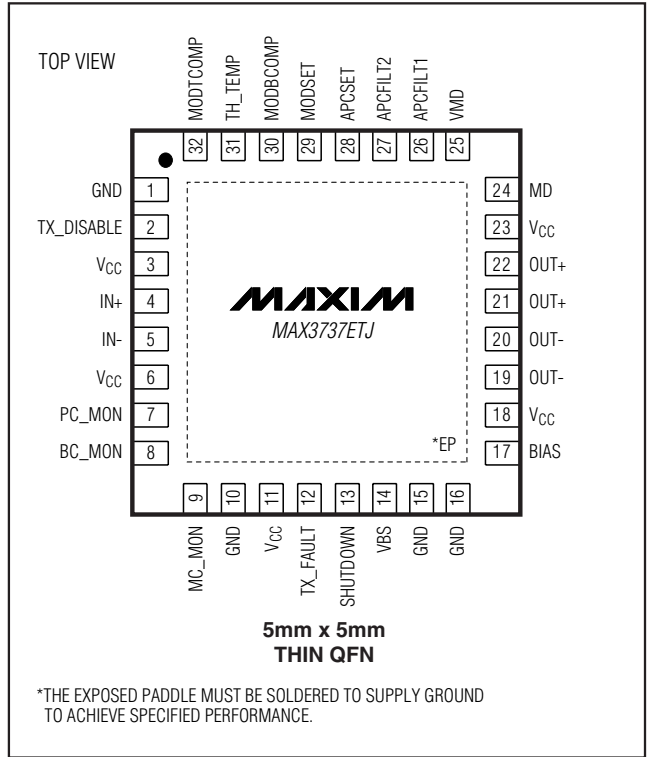 TOP VIEW
MODTCOMP
TH_TEMP
MODBCOMP
MODSET
APCSET
APCFILT2
APCFILT1
VMD
32
31
30
29
28
27
26
25
GND 1
TX_DISABLE 2
VCC 3
IN+ 4
IN- 5
VCC 6
PC_MON 7
BC_MON 8
MAXIM
MAX3737ETJ
*EP
24 MD
23 VCC
22 OUT+
21 OUT+
20 OUT-
19 OUT-
18 VCC
17 BIAS
9
10
11
12
13
14
15
16
MC_MON
GND
VCC
TX_FAULT
SHUTDOWN
VBS
GND
GND
5mm x 5mm
THIN QFN
*THE EXPOSED PADDLE MUST BE SOLDERED TO SUPPLY GROUND
TO ACHIEVE SPECIFIED PERFORMANCE.